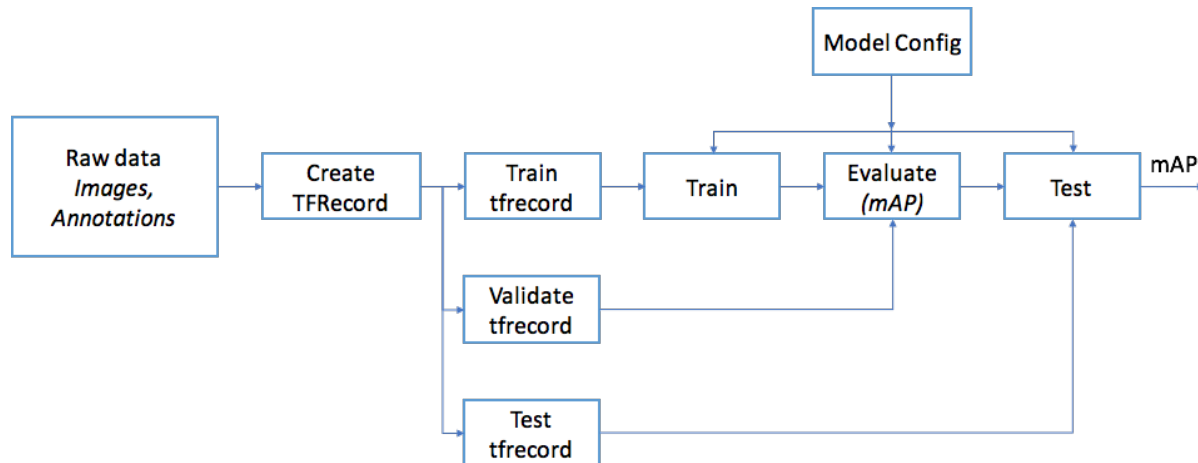 Model Config
Raw data
Images,
Annotations
Create
TFRecord
Train
tfrecord
Train
Evaluate
(mAP)
Test
mAP
Validate
tfrecord
Test
tfrecord